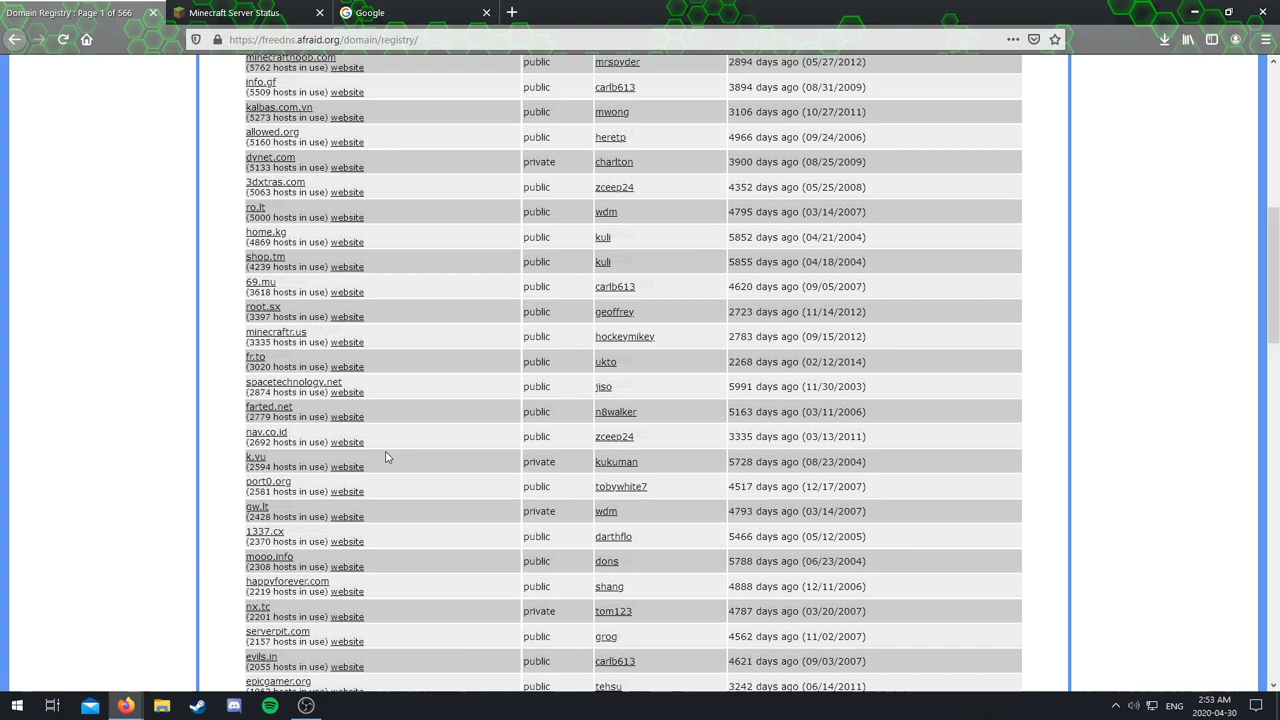 Domain Registry : Page 1 of 566
Minecraft Server Status
Google
https://freedns.afraid.org/domain/registry/
minecraftnoob.com
(5762 hosts in use) website public mrspyder 2894 days ago (05/27/2012)
info.gf
(5509 hosts in use) website public carlb613 3894 days ago (08/31/2009)
kalbas.com.vn
(5273 hosts in use) website public mwong 3106 days ago (10/27/2011)
allowed.org
(5160 hosts in use) website public heretp 4966 days ago (09/24/2006)
dynet.com
(5133 hosts in use) website private charlton 3900 days ago (08/25/2009)
3dxtras.com
(5063 hosts in use) website public zceep24 4352 days ago (05/25/2008)
ro.lt
(5000 hosts in use) website public wdm 4795 days ago (03/14/2007)
home.kg
(4869 hosts in use) website public kuli 5852 days ago (04/21/2004)
shop.tm
(4239 hosts in use) website public kuli 5855 days ago (04/18/2004)
69.mu
(3618 hosts in use) website public carlb613 4620 days ago (09/05/2007)
root.sx
(3397 hosts in use) website public geoffrey 2723 days ago (11/14/2012)
minecraftr.us
(3335 hosts in use) website public hockeymikey 2783 days ago (09/15/2012)
fr.to
(3020 hosts in use) website public ukto 2268 days ago (02/12/2014)
spacetechnology.net
(2874 hosts in use) website public jiso 5991 days ago (11/30/2003)
farted.net
(2779 hosts in use) website public n8walker 5163 days ago (03/11/2006)
nav.co.id
(2692 hosts in use) website public zceep24 3335 days ago (03/13/2011)
k.vu
(2594 hosts in use) website private kukuman 5728 days ago (08/23/2004)
port0.org
(2581 hosts in use) website public tobywhite7 4517 days ago (12/17/2007)
gw.lt
(2428 hosts in use) website private wdm 4793 days ago (03/14/2007)
1337.cx
(2370 hosts in use) website public darthflo 5466 days ago (05/12/2005)
mooo.info
(2308 hosts in use) website public dons 5788 days ago (06/23/2004)
happyforever.com
(2219 hosts in use) website public shang 4888 days ago (12/11/2006)
nx.tc
(2201 hosts in use) website private tom123 4787 days ago (03/20/2007)
serverpit.com
(2157 hosts in use) website public grog 4562 days ago (11/02/2007)
evils.in
(2055 hosts in use) website public carlb613 4621 days ago (09/03/2007)
epicgamer.org
public tehsu 3242 days ago (06/14/2011)
ENG
2:53 AM
2020-04-30